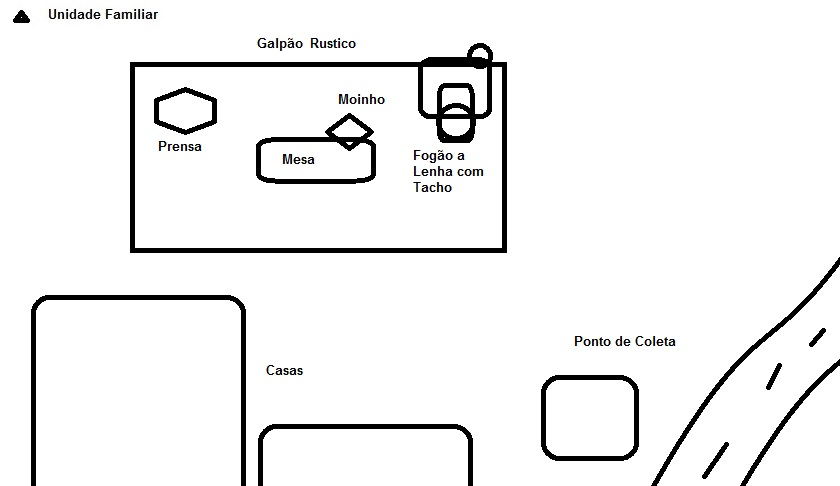 Unidade Familiar
Galpão Rustico
Moinho
Prensa
Mesa
Fogão a
Lenha com
Tacho
Ponto de Coleta
Casas